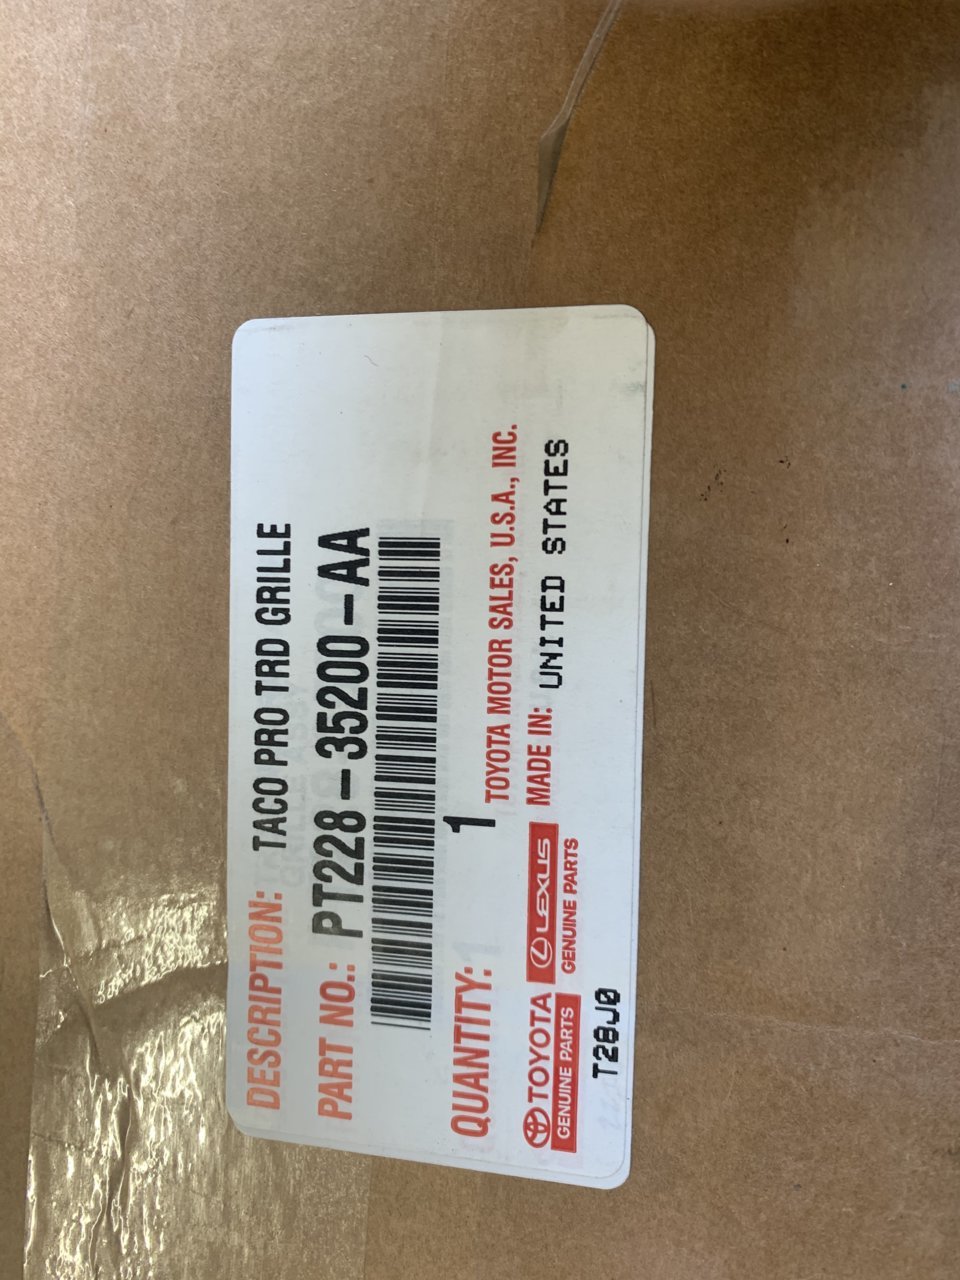 DESCRIPTION: TACO PRO TRD GRILLE
PART NO.: PT228-35200-AA
QUANTITY: 1
TOYOTA MOTOR SALES, U.S.A., INC.
TOYOTA
GENUINE PARTS
LEXUS
GENUINE PARTS
MADE IN: UNITED STATES
T28J0